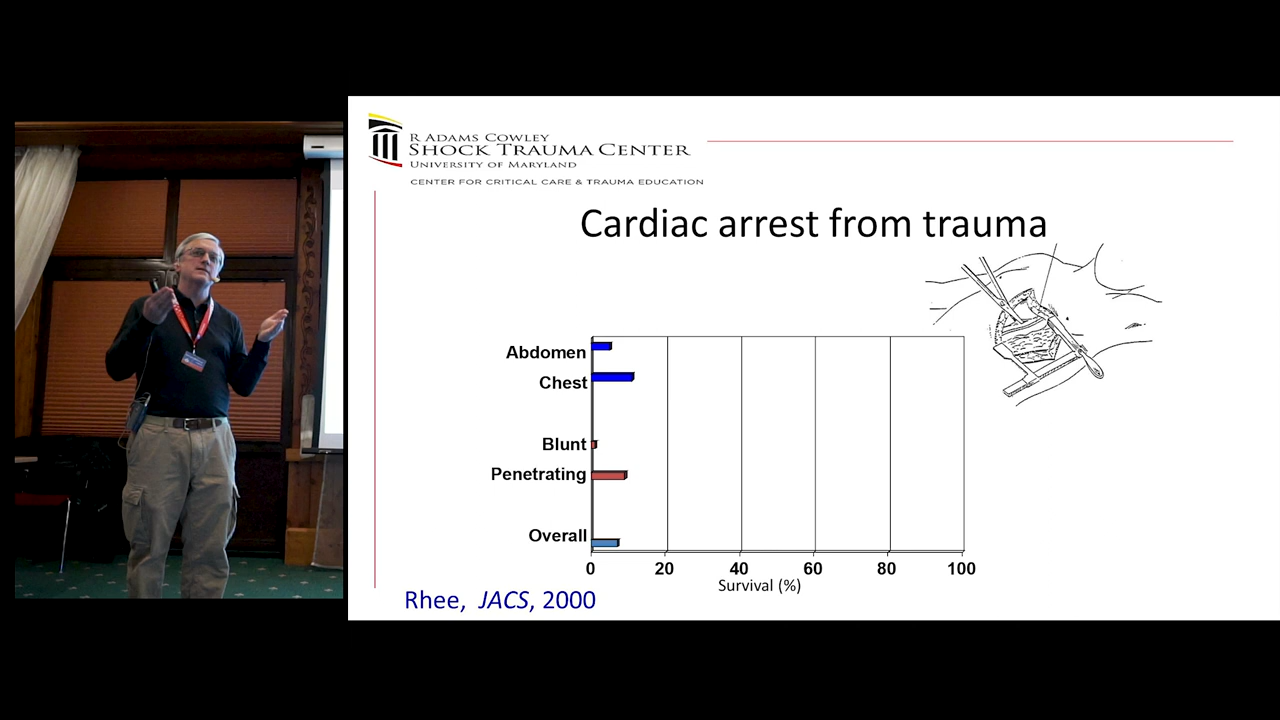 R ADAMS COWLEY
SHOCK TRAUMA CENTER
UNIVERSITY OF MARYLAND
CENTER FOR CRITICAL CARE & TRAUMA EDUCATION
Cardiac arrest from trauma
Abdomen
Chest
Blunt
Penetrating
Overall
0 20 40 60 80 100
Survival (%)
Rhee, JACS, 2000